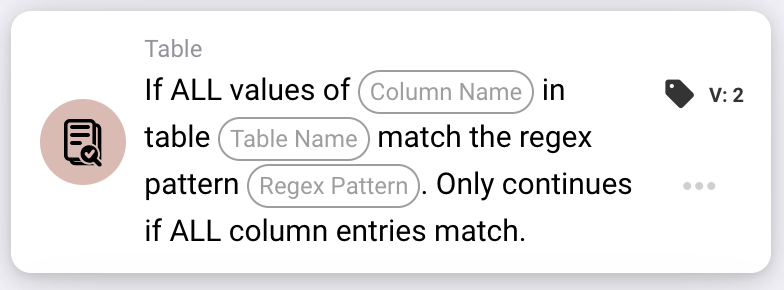 Table
If ALL values of Column Name in
V: 2
table Table Name match the regex
pattern Regex Pattern. Only continues
if ALL column entries match.